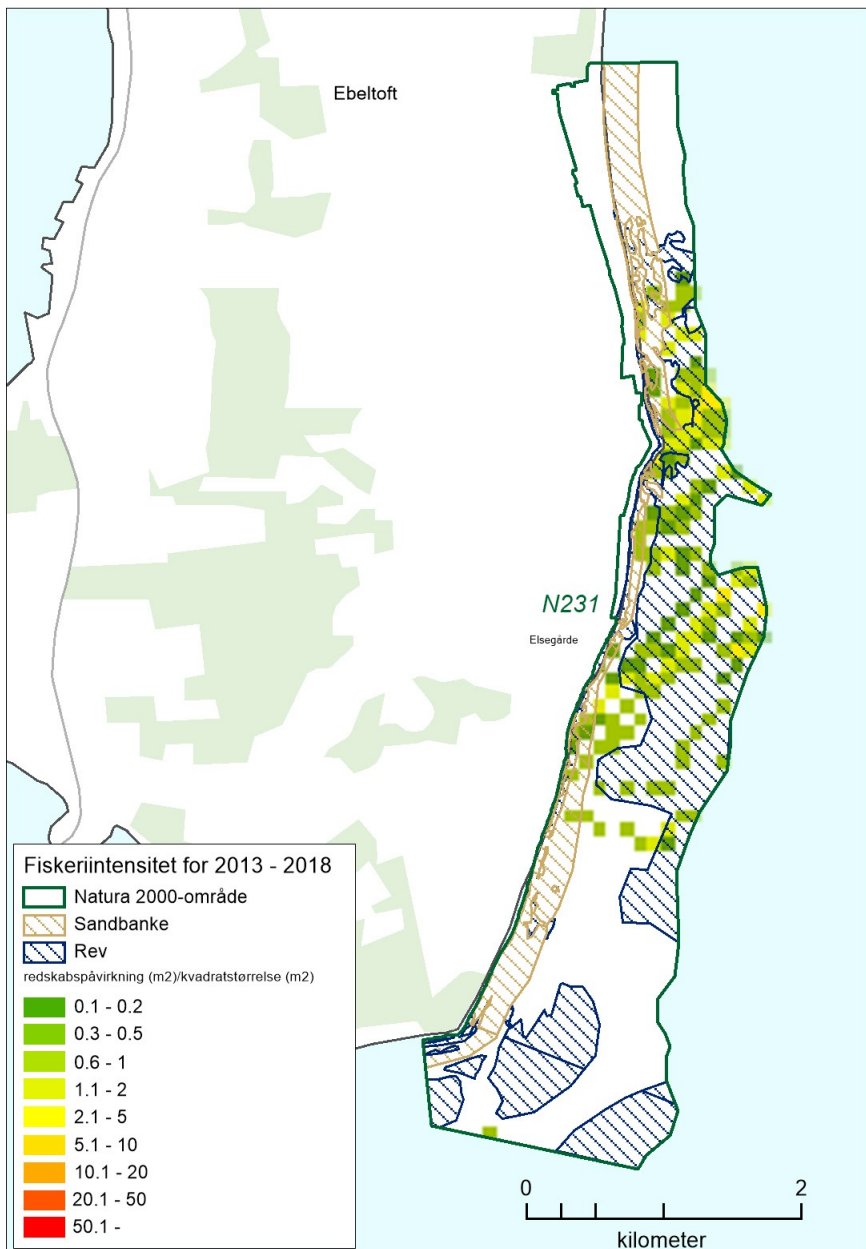 Ebeltoft
N231
Elsegårde
Fiskeriintensitet for 2013 - 2018
Natura 2000-område
Sandbanke
Rev
redskabspåvirkning (m2)/kvadratstørrelse (m2)
0.1 - 0.2
0.3 - 0.5
0.6 - 1
1.1 - 2
2.1 - 5
5.1 - 10
10.1 - 20
20.1 - 50
50.1 -
0 2
kilometer